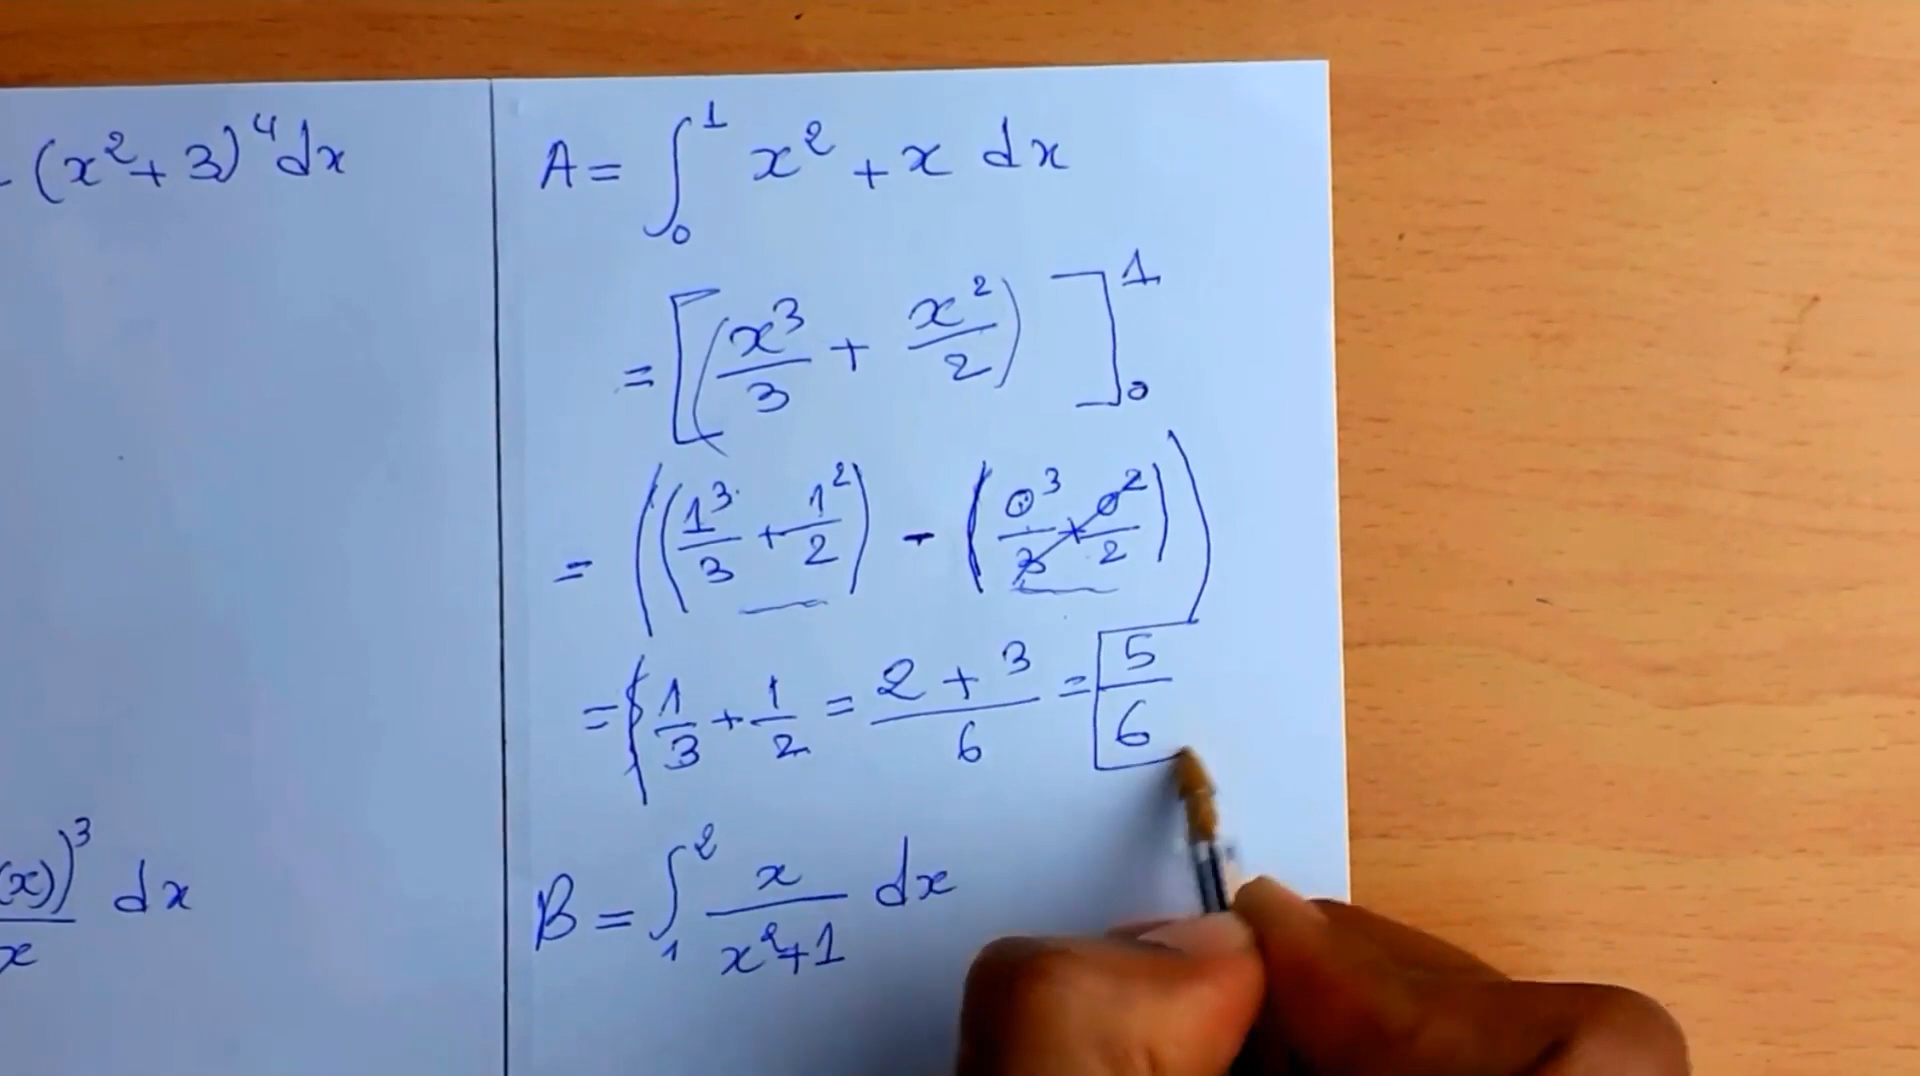 - (x²+3)⁴dx
(x))³/x dx
A = ∫₀¹ x² + x dx
= [(x³/3 + x²/2)]₀¹
= ((1³/3 + 1²/2) - (0³/3 + 0²/2))
= 1/3 + 1/2 = 2+3/6 = 5/6
B = ∫₁² x/x²+1 dx